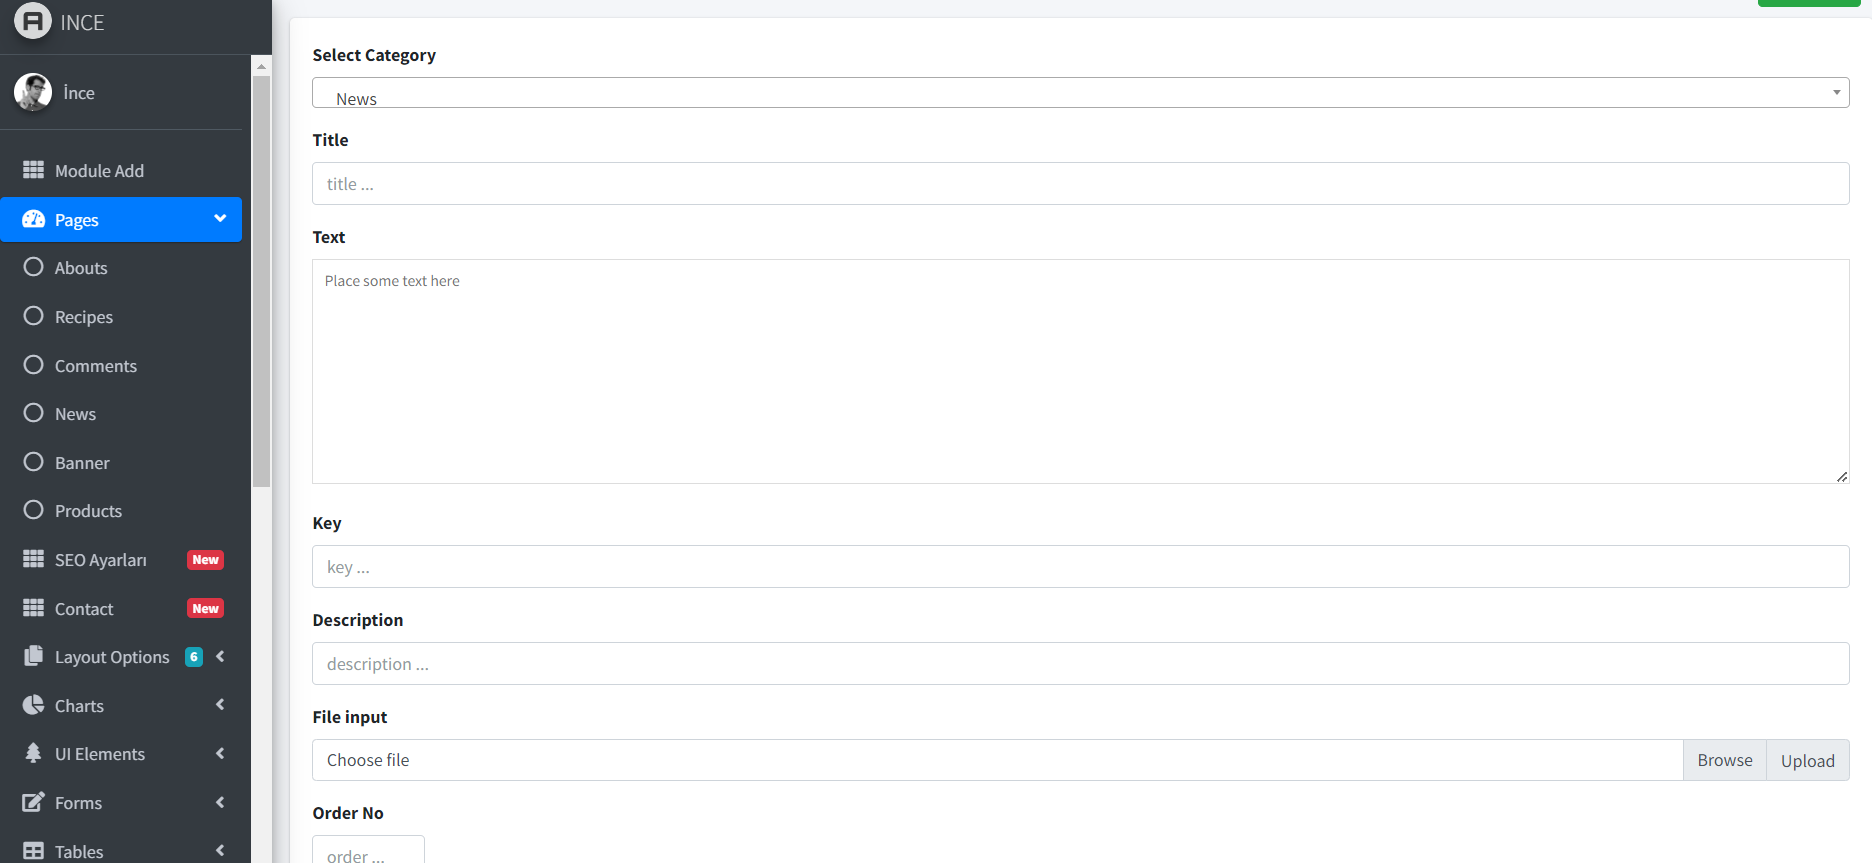 INCE
İnce
Module Add
Pages
Abouts
Recipes
Comments
News
Banner
Products
SEO Ayarları New
Contact New
Layout Options 6
Charts
UI Elements
Forms
Tables
Select Category
News
Title
title ...
Text
Place some text here
Key
key ...
Description
description ...
File input
Choose file Browse Upload
Order No
order ...